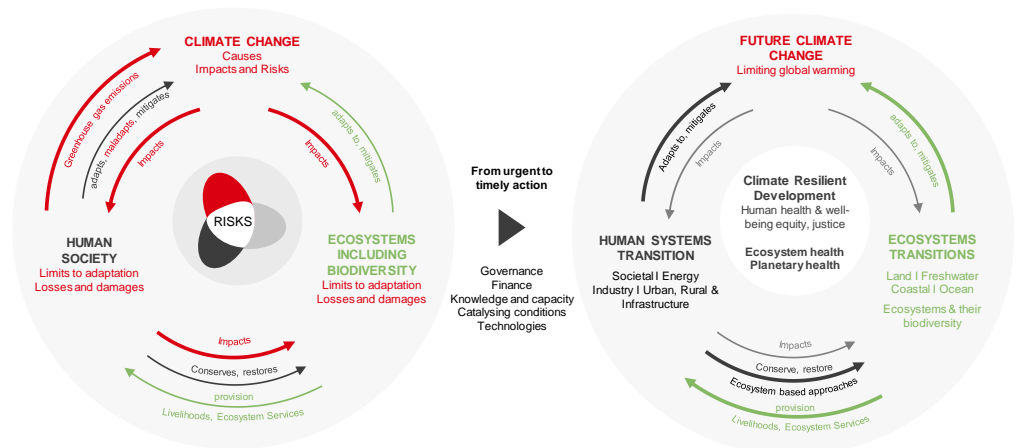 CLIMATE CHANGE
Causes
Impacts and Risks
Greenhouse gas emissions
adapts, maladapts, mitigates
Impacts
Impacts
adapts to, mitigates
RISKS
HUMAN
SOCIETY
Limits to adaptation
Losses and damages
ECOSYSTEMS
INCLUDING
BIODIVERSITY
Limits to adaptation
Losses and damages
Impacts
Conserves, restores
provision
Livelihoods, Ecosystem Services
From urgent to
timely action
Governance
Finance
Knowledge and capacity
Catalysing conditions
Technologies
FUTURE CLIMATE
CHANGE
Limiting global warming
Adapts to, mitigates
Impacts
Impacts
adapts to, mitigates
Climate Resilient
Development
Human health & well-
being equity, justice
Ecosystem health
Planetary health
HUMAN SYSTEMS
TRANSITION
Societal I Energy
Industry I Urban, Rural &
Infrastructure
ECOSYSTEMS
TRANSITIONS
Land I Freshwater
Coastal I Ocean
Ecosystems & their
biodiversity
Impacts
Conserve, restore
Ecosystem based approaches
provision
Livelihoods, Ecosystem Services